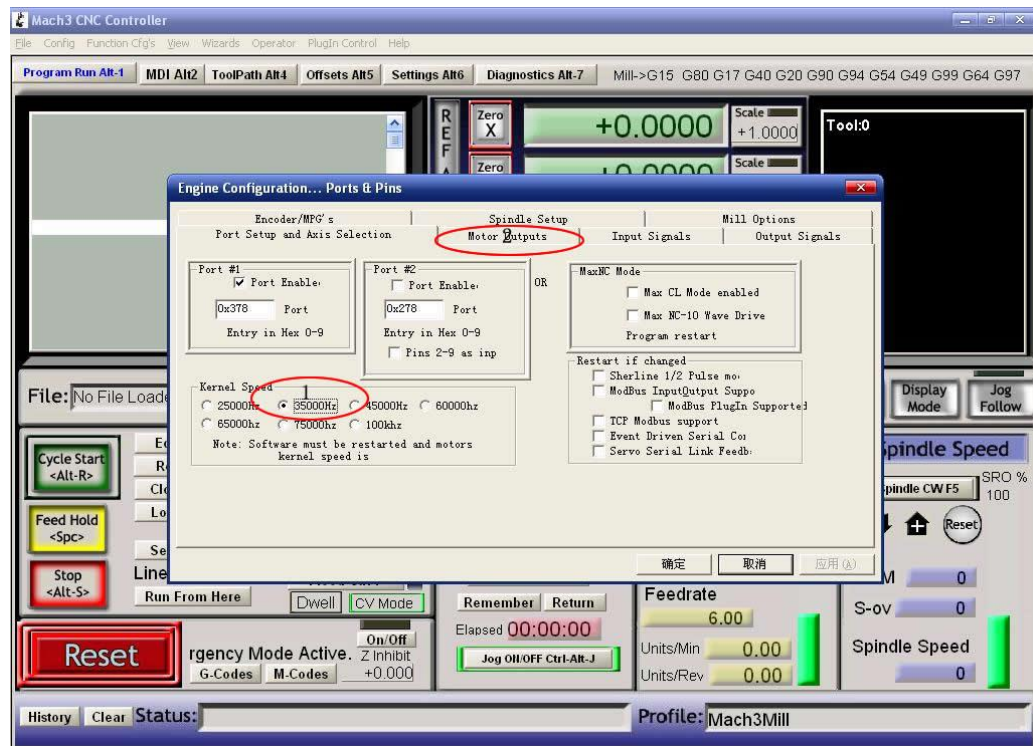 Mach3 CNC Controller
File Config Function Cfg's View Wizards Operator PlugIn Control Help
Program Run Alt-1 MDI Alt2 ToolPath Alt4 Offsets Alt5 Settings Alt6 Diagnostics Alt-7 Mill->G15 G80 G17 G40 G20 G90 G94 G54 G49 G99 G64 G97
R
E
F
Zero X +0.0000 Scale +1.0000 Tool:0
Zero Scale
Engine Configuration... Ports & Pins
Encoder/MPG's Spindle Setup Mill Options
Port Setup and Axis Selection Motor Outputs 2 Input Signals Output Signals
Port #1
Port Enable
0x378 Port
Entry in Hex 0-9
Port #2
Port Enable
0x278 Port
Entry in Hex 0-9
Pins 2-9 as inp
OR
MaxNC Mode
Max CL Mode enabled
Max NC-10 Wave Drive
Program restart
Kernel Speed 1
25000Hz 35000Hz 45000Hz 60000hz
65000hz 75000hz 100khz
Note: Software must be restarted and motors
kernel speed is
Restart if changed
Sherline 1/2 Pulse mo
ModBus InputOutput Suppo
ModBus PlugIn Supported
TCP Modbus support
Event Driven Serial Co
Servo Serial Link Feedb
确定 取消 应用(A)
File: No File Loade
Display Mode Jog Follow
Cycle Start <Alt-R>
Feed Hold <Spc>
Stop <Alt-S>
Ed
Re
Clo
Lo
Se
Line
Run From Here
Dwell CV Mode
Remember Return
Elapsed 00:00:00
Jog ON/OFF Ctrl-Alt-J
Feedrate
6.00
Units/Min 0.00
Units/Rev 0.00
pindle Speed
pindle CW F5 SRO % 100
Reset
M 0
S-ov 0
Spindle Speed
0
Reset
rgency Mode Active.
On/Off
Z Inhibit
+0.000
G-Codes M-Codes
History Clear Status: Profile: Mach3Mill